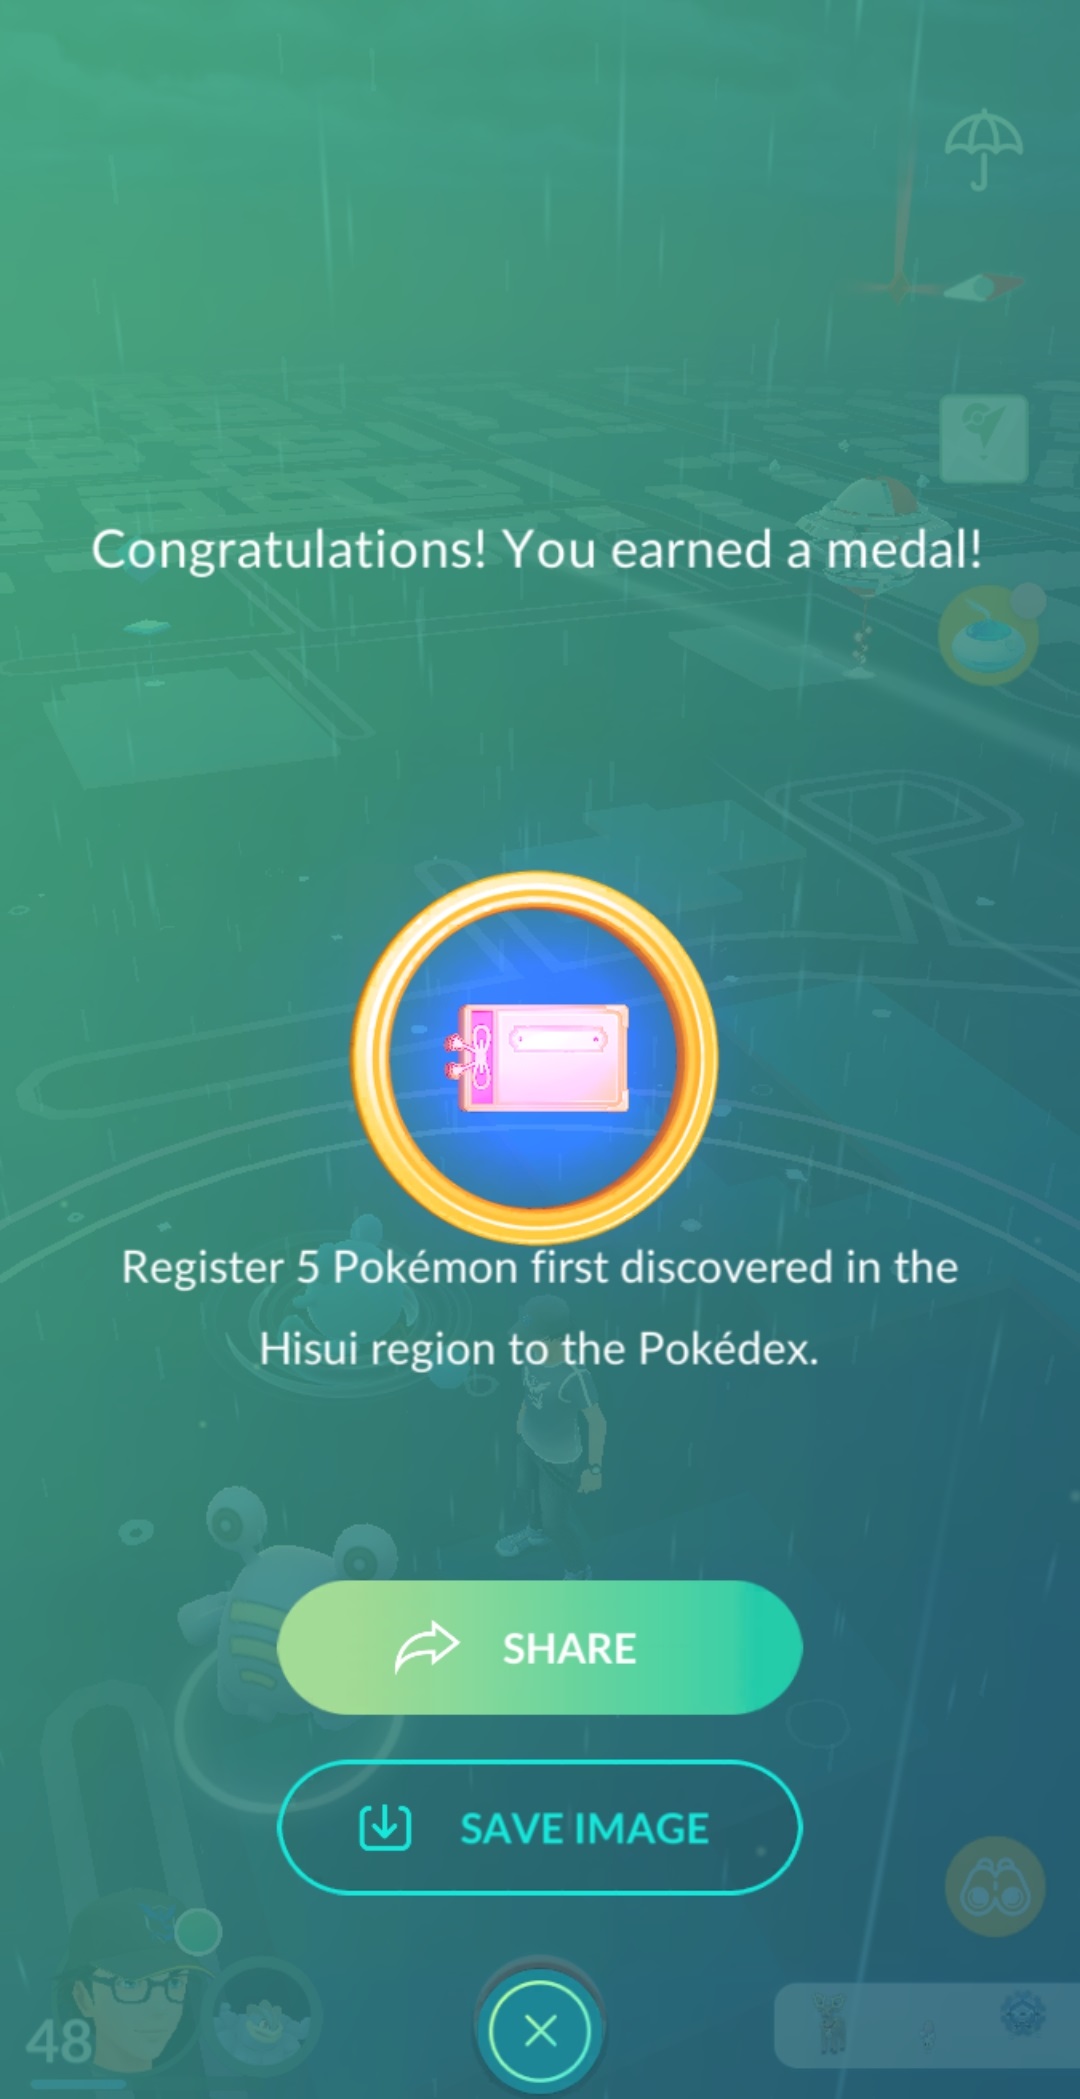 Congratulations! You earned a medal!
Register 5 Pokémon first discovered in the
Hisui region to the Pokédex.
SHARE
SAVE IMAGE
48